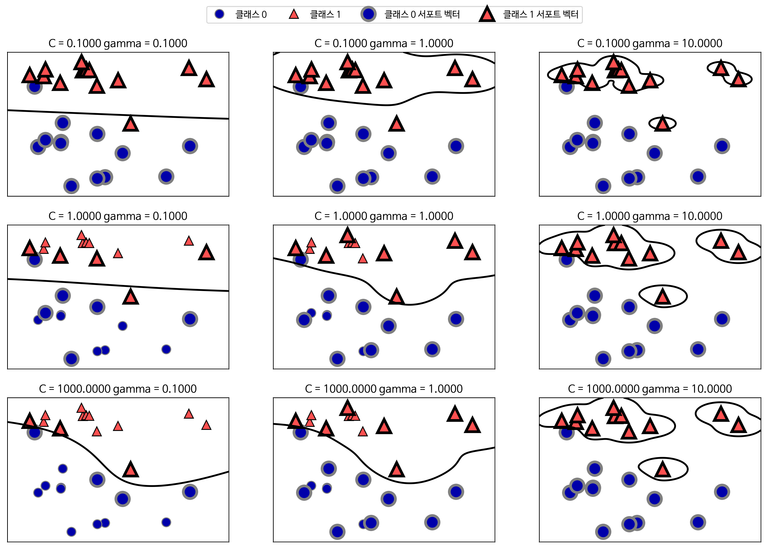 클래스 0 클래스 1 클래스 0 서포트 벡터 클래스 1 서포트 벡터
C = 0.1000 gamma = 0.1000
C = 0.1000 gamma = 1.0000
C = 0.1000 gamma = 10.0000
C = 1.0000 gamma = 0.1000
C = 1.0000 gamma = 1.0000
C = 1.0000 gamma = 10.0000
C = 1000.0000 gamma = 0.1000
C = 1000.0000 gamma = 1.0000
C = 1000.0000 gamma = 10.0000